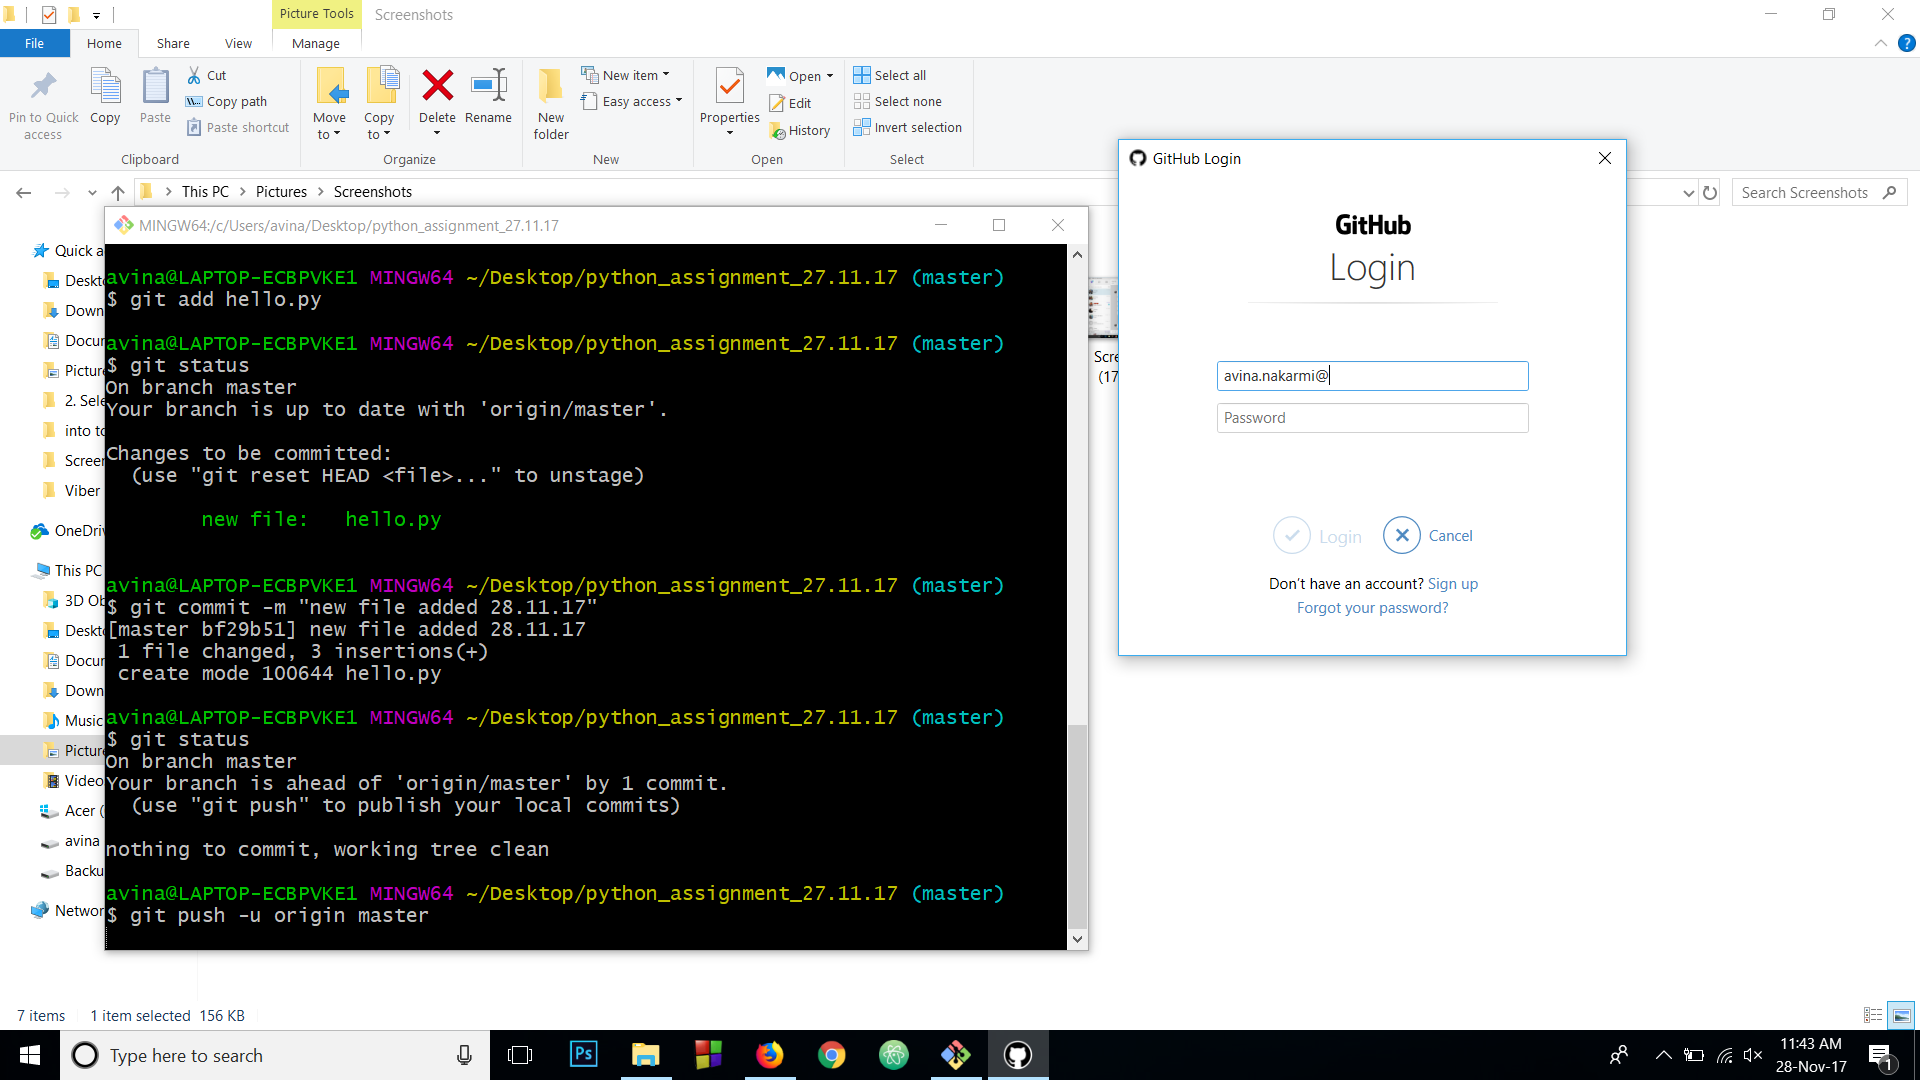 Picture Tools
Screenshots
File
Home
Share
View
Manage
Pin to Quick access
Copy
Paste
Cut
Copy path
Paste shortcut
Clipboard
Move to
Copy to
Delete
Rename
Organize
New folder
New item
Easy access
New
Properties
Open
Edit
History
Open
Select all
Select none
Invert selection
Select
This PC > Pictures > Screenshots
Search Screenshots
Quick a
Deskt
Down
Docur
Picture
2. Sele
into to
Screer
Viber
OneDriv
This PC
3D Ob
Deskt
Docur
Down
Music
Picture
Video
Acer (
avina
Backu
Networ
MINGW64:/c/Users/avina/Desktop/python_assignment_27.11.17
avina@LAPTOP-ECBPVKE1 MINGW64 ~/Desktop/python_assignment_27.11.17 (master)
$ git add hello.py
avina@LAPTOP-ECBPVKE1 MINGW64 ~/Desktop/python_assignment_27.11.17 (master)
$ git status
On branch master
Your branch is up to date with 'origin/master'.
Changes to be committed:
(use "git reset HEAD <file>..." to unstage)
new file:   hello.py
avina@LAPTOP-ECBPVKE1 MINGW64 ~/Desktop/python_assignment_27.11.17 (master)
$ git commit -m "new file added 28.11.17"
[master bf29b51] new file added 28.11.17
1 file changed, 3 insertions(+)
create mode 100644 hello.py
avina@LAPTOP-ECBPVKE1 MINGW64 ~/Desktop/python_assignment_27.11.17 (master)
$ git status
On branch master
Your branch is ahead of 'origin/master' by 1 commit.
(use "git push" to publish your local commits)
nothing to commit, working tree clean
avina@LAPTOP-ECBPVKE1 MINGW64 ~/Desktop/python_assignment_27.11.17 (master)
$ git push -u origin master
Scre
(17
GitHub Login
GitHub
Login
avina.nakarmi@
Password
Login
Cancel
Don't have an account? Sign up
Forgot your password?
7 items
1 item selected 156 KB
Type here to search
Ps
11:43 AM
28-Nov-17
1